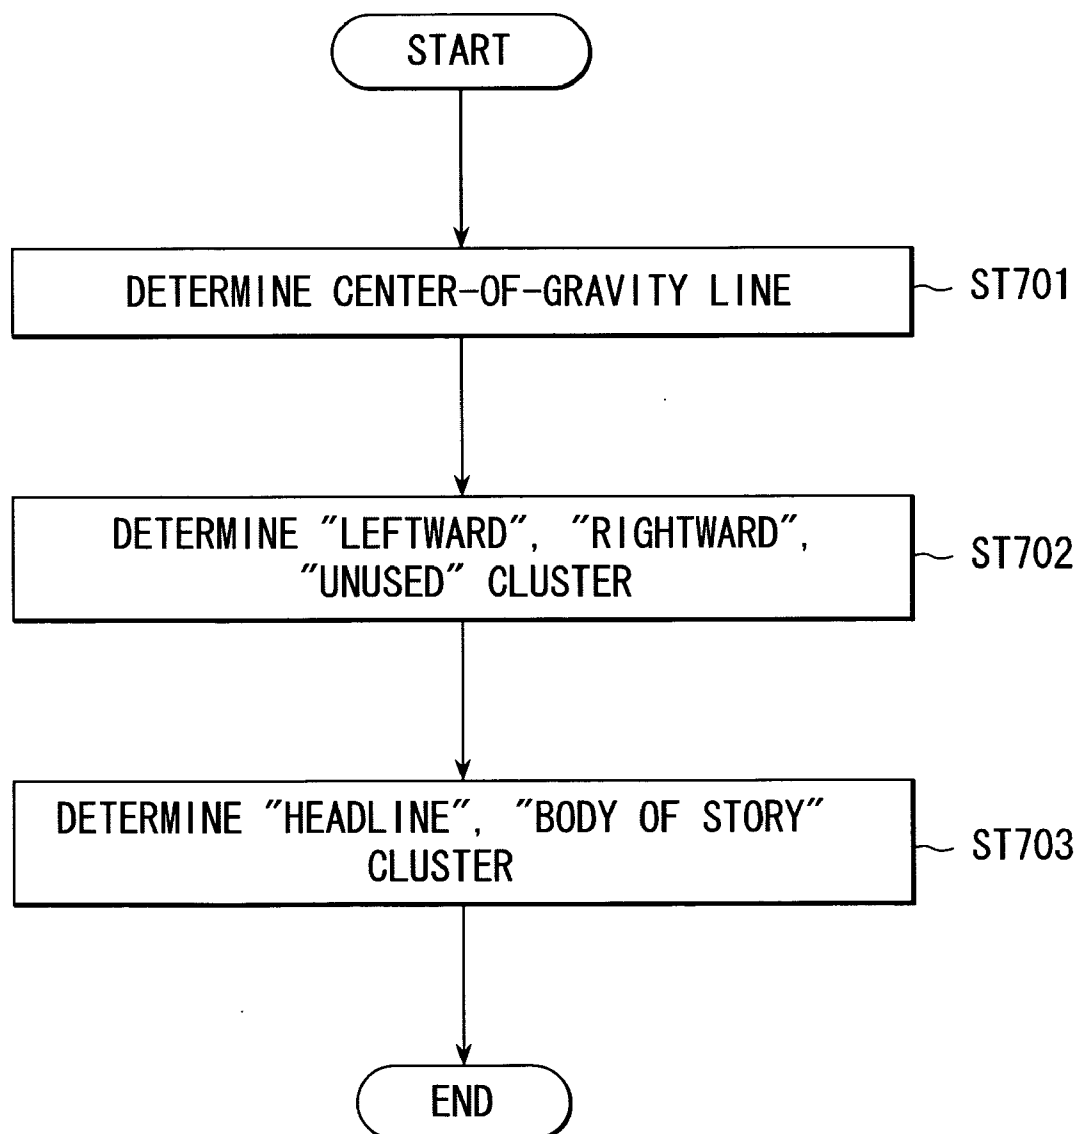 START
DETERMINE CENTER-OF-GRAVITY LINE
ST701
DETERMINE "LEFTWARD", "RIGHTWARD",
"UNUSED" CLUSTER
ST702
DETERMINE "HEADLINE", "BODY OF STORY"
CLUSTER
ST703
END